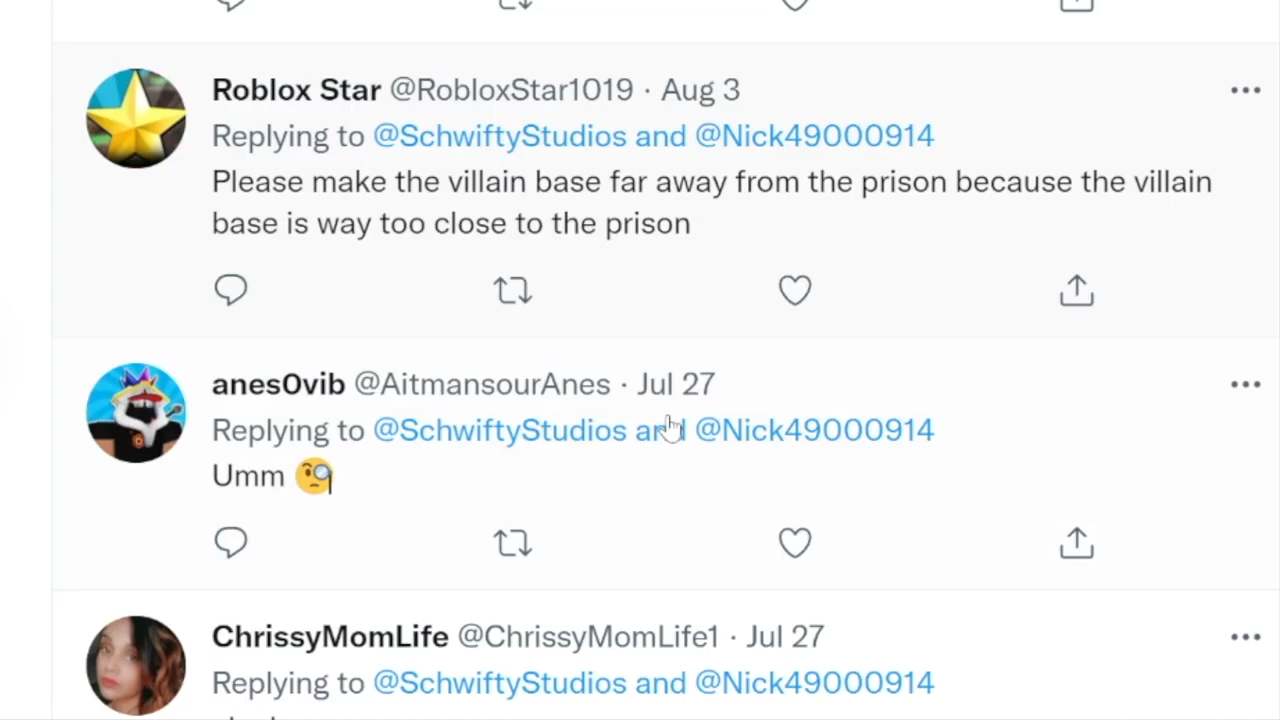 Roblox Star @RobloxStar1019 · Aug 3
Replying to @SchwiftyStudios and @Nick49000914
Please make the villain base far away from the prison because the villain
base is way too close to the prison
anes0vib @AitmansourAnes · Jul 27
Replying to @SchwiftyStudios and @Nick49000914
Umm 🧐
ChrissyMomLife @ChrissyMomLife1 · Jul 27
Replying to @SchwiftyStudios and @Nick49000914